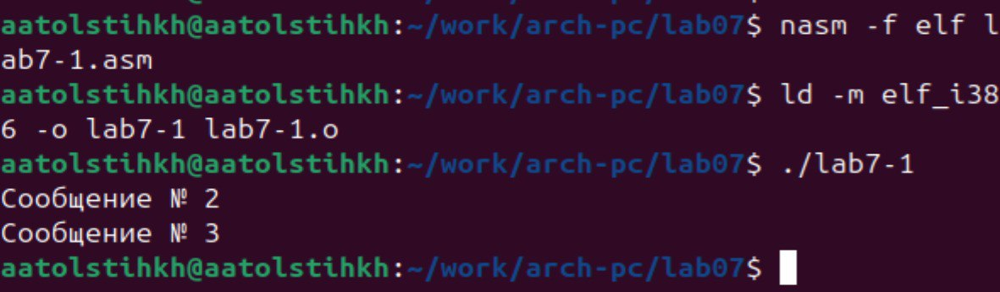 aatolstihkh@aatolstihkh:~/work/arch-pc/lab07$ nasm -f elf l
ab7-1.asm
aatolstihkh@aatolstihkh:~/work/arch-pc/lab07$ ld -m elf_i38
6 -o lab7-1 lab7-1.o
aatolstihkh@aatolstihkh:~/work/arch-pc/lab07$ ./lab7-1
Сообщение № 2
Сообщение № 3
aatolstihkh@aatolstihkh:~/work/arch-pc/lab07$